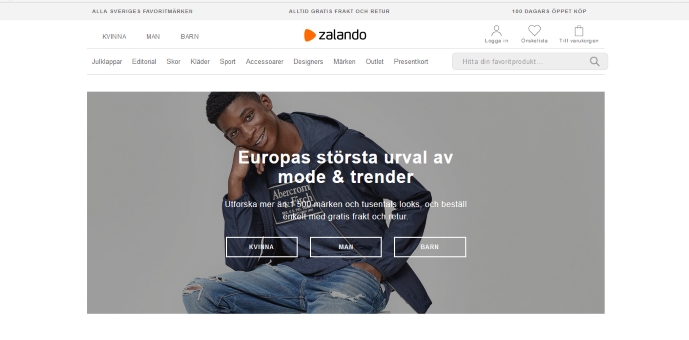 ALLA SVERIGES FAVORITMÄRKEN
ALLTID GRATIS FRAKT OCH RETUR
100 DAGARS ÖPPET KÖP
KVINNA
MAN
BARN
zalando
Logga in
Önskelista
Till varukorgen
Julklappar
Editorial
Skor
Kläder
Sport
Accessoarer
Designers
Märken
Outlet
Presentkort
Hitta din favoritprodukt...
Europas största urval av
mode & trender
Abercrombie
Utforska mer än 1 500 märken och tusentals looks, och beställ
enkelt med gratis frakt och retur.
KVINNA
MAN
BARN